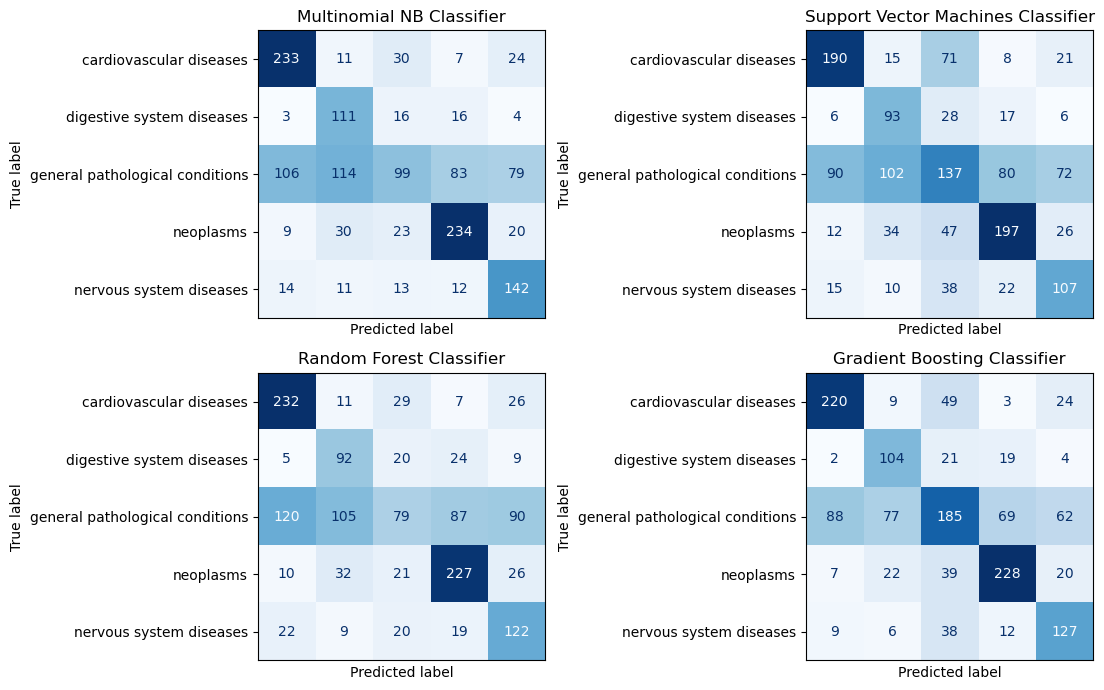 Multinomial NB Classifier
True label
cardiovascular diseases 233 11 30 7 24
digestive system diseases 3 111 16 16 4
general pathological conditions 106 114 99 83 79
neoplasms 9 30 23 234 20
nervous system diseases 14 11 13 12 142
Predicted label
Support Vector Machines Classifier
True label
cardiovascular diseases 190 15 71 8 21
digestive system diseases 6 93 28 17 6
general pathological conditions 90 102 137 80 72
neoplasms 12 34 47 197 26
nervous system diseases 15 10 38 22 107
Predicted label
Random Forest Classifier
True label
cardiovascular diseases 232 11 29 7 26
digestive system diseases 5 92 20 24 9
general pathological conditions 120 105 79 87 90
neoplasms 10 32 21 227 26
nervous system diseases 22 9 20 19 122
Predicted label
Gradient Boosting Classifier
True label
cardiovascular diseases 220 9 49 3 24
digestive system diseases 2 104 21 19 4
general pathological conditions 88 77 185 69 62
neoplasms 7 22 39 228 20
nervous system diseases 9 6 38 12 127
Predicted label